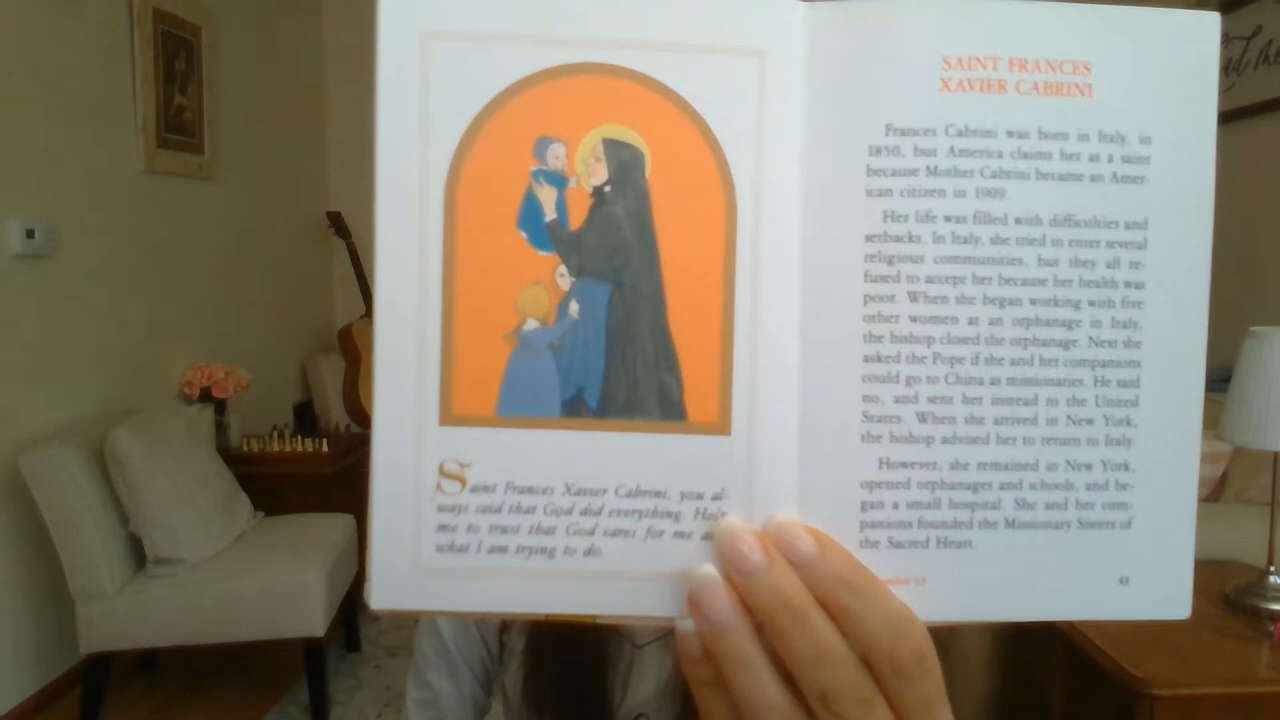 Saint Frances Xavier Cabrini, you al-
ways said that God did everything. Help
me to trust that God cares for me
what I am trying to do.
SAINT FRANCES
XAVIER CABRINI
Frances Cabrini was born in Italy, in
1850, but America claims her as a saint
because Mother Cabrini became an Amer-
ican citizen in 1909.
Her life was filled with difficulties and
setbacks. In Italy, she tried to enter several
religious communities, but they all re-
fused to accept her because her health was
poor. When she began working with five
other women at an orphanage in Italy,
the bishop closed the orphanage. Next she
asked the Pope if she and her companions
could go to China as missionaries. He said
no, and sent her instead to the United
States. When she arrived in New York,
the bishop advised her to return to Italy.
However, she remained in New York,
opened orphanages and schools, and be-
gan a small hospital. She and her com-
panions founded the Missionary Sisters of
the Sacred Heart.
43